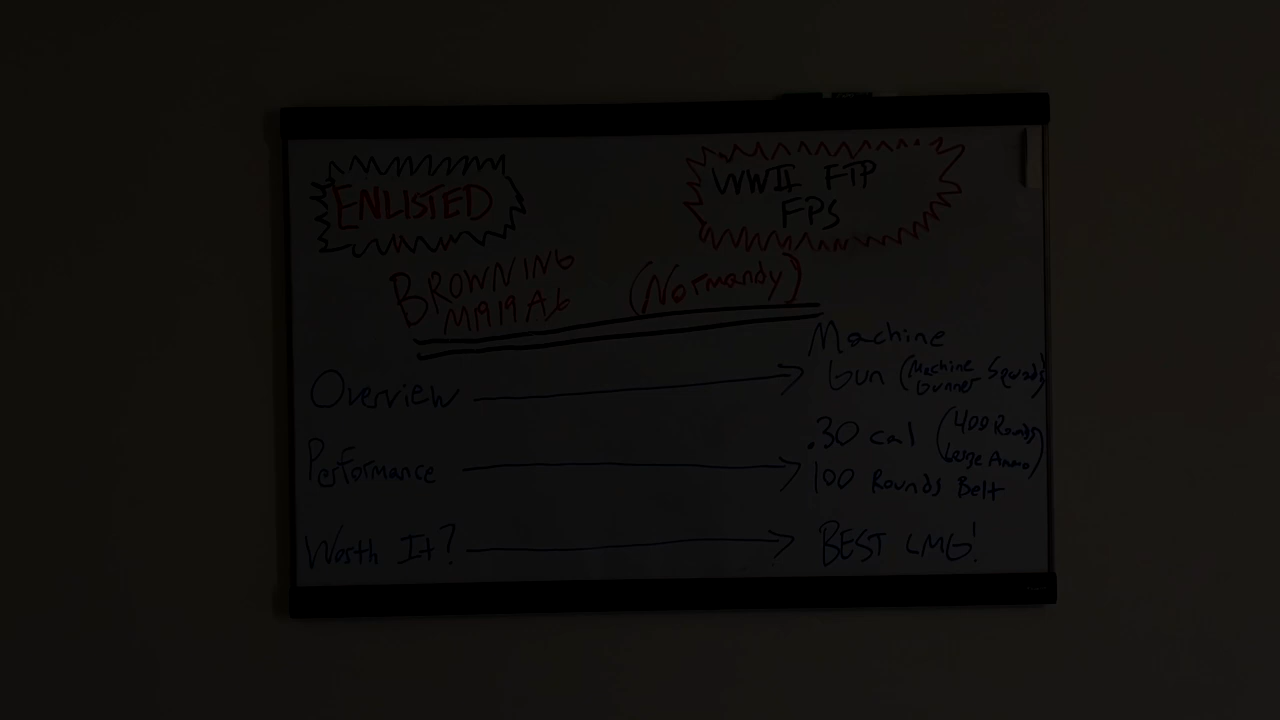 ENLISTED
WWII FTP
FPS
BROWNING
M1919A6
(Normandy)
Overview
Machine
Gun (Machine Gunner Squads)
Performance
.30 cal (400 Rounds Large Ammo)
100 Rounds Belt
Worth It?
BEST LMG!